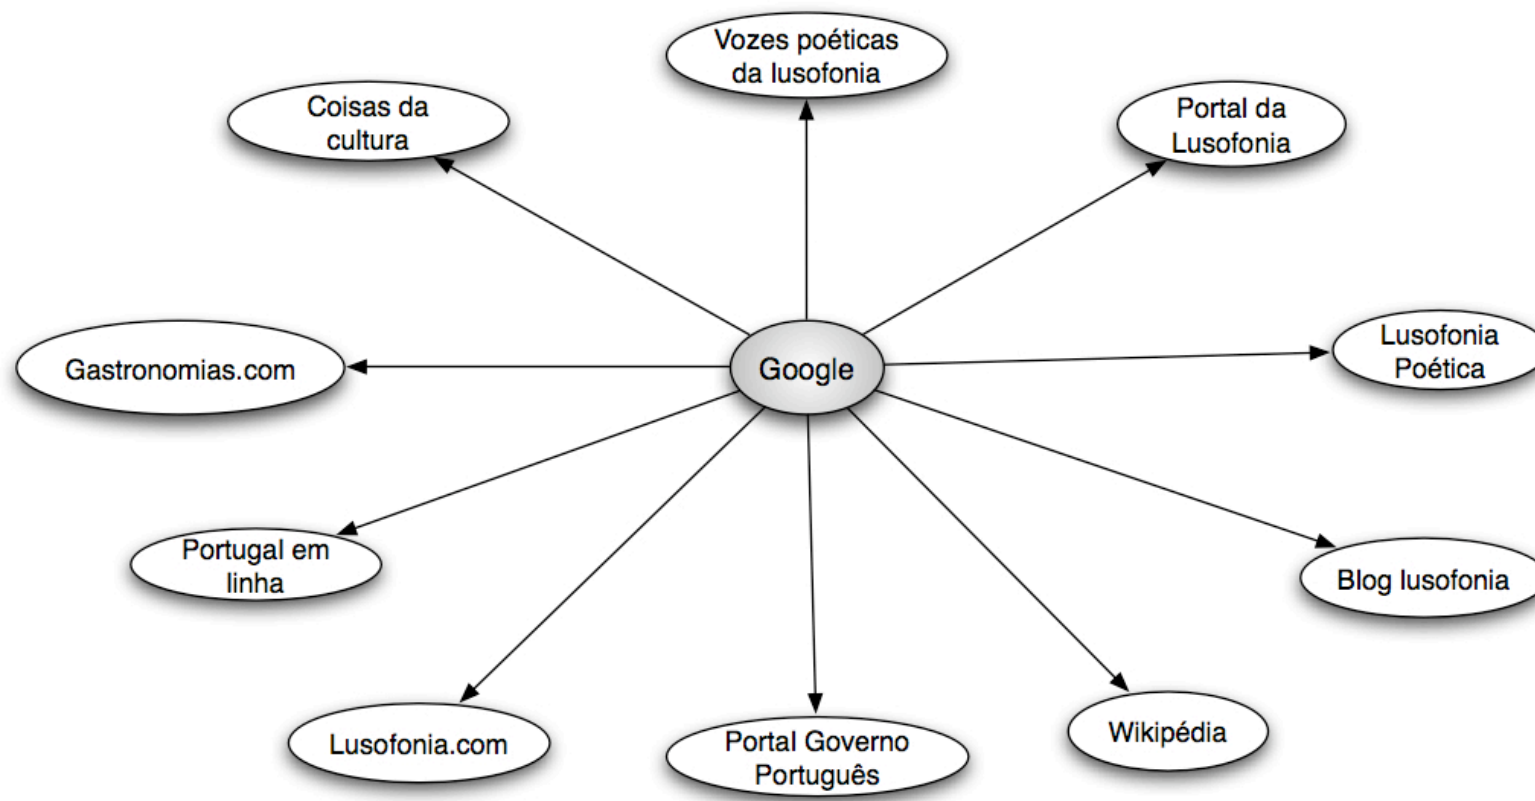 Vozes poéticas
da lusofonia
Coisas da
cultura
Portal da
Lusofonia
Lusofonia
Poética
Gastronomias.com
Google
Portugal em
linha
Blog lusofonia
Lusofonia.com
Portal Governo
Português
Wikipédia